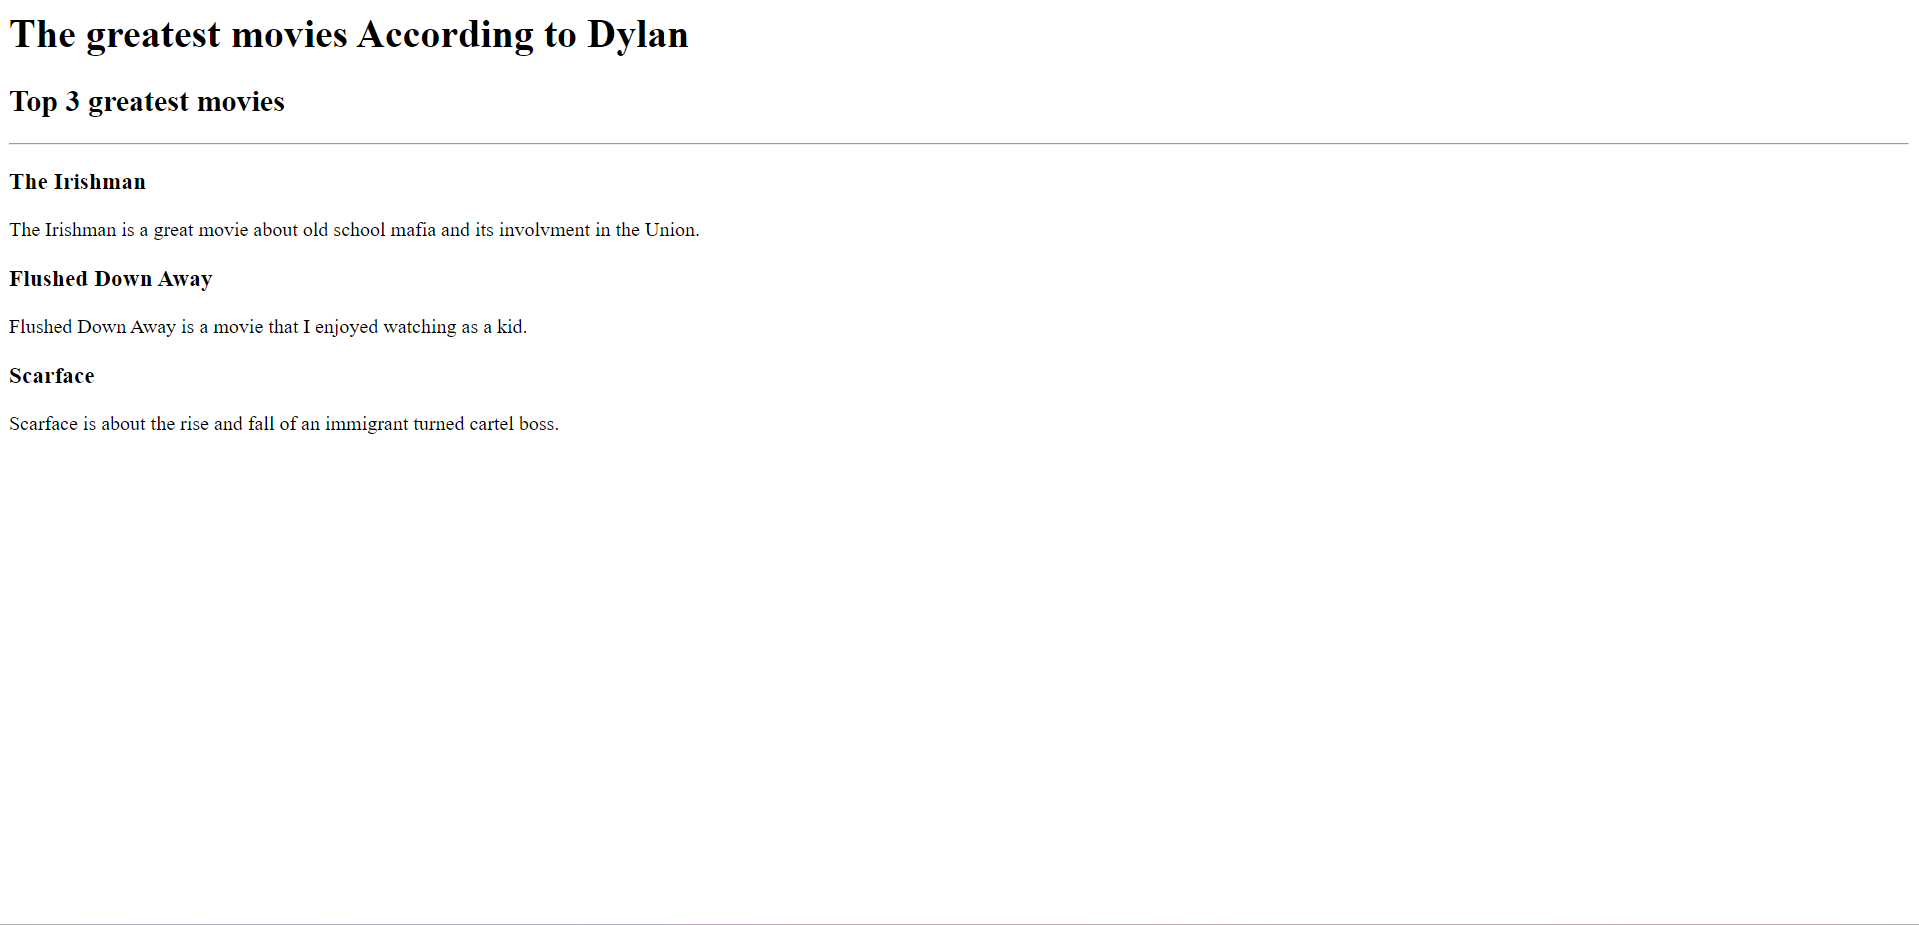 The greatest movies According to Dylan
Top 3 greatest movies
The Irishman
The Irishman is a great movie about old school mafia and its involvment in the Union.
Flushed Down Away
Flushed Down Away is a movie that I enjoyed watching as a kid.
Scarface
Scarface is about the rise and fall of an immigrant turned cartel boss.